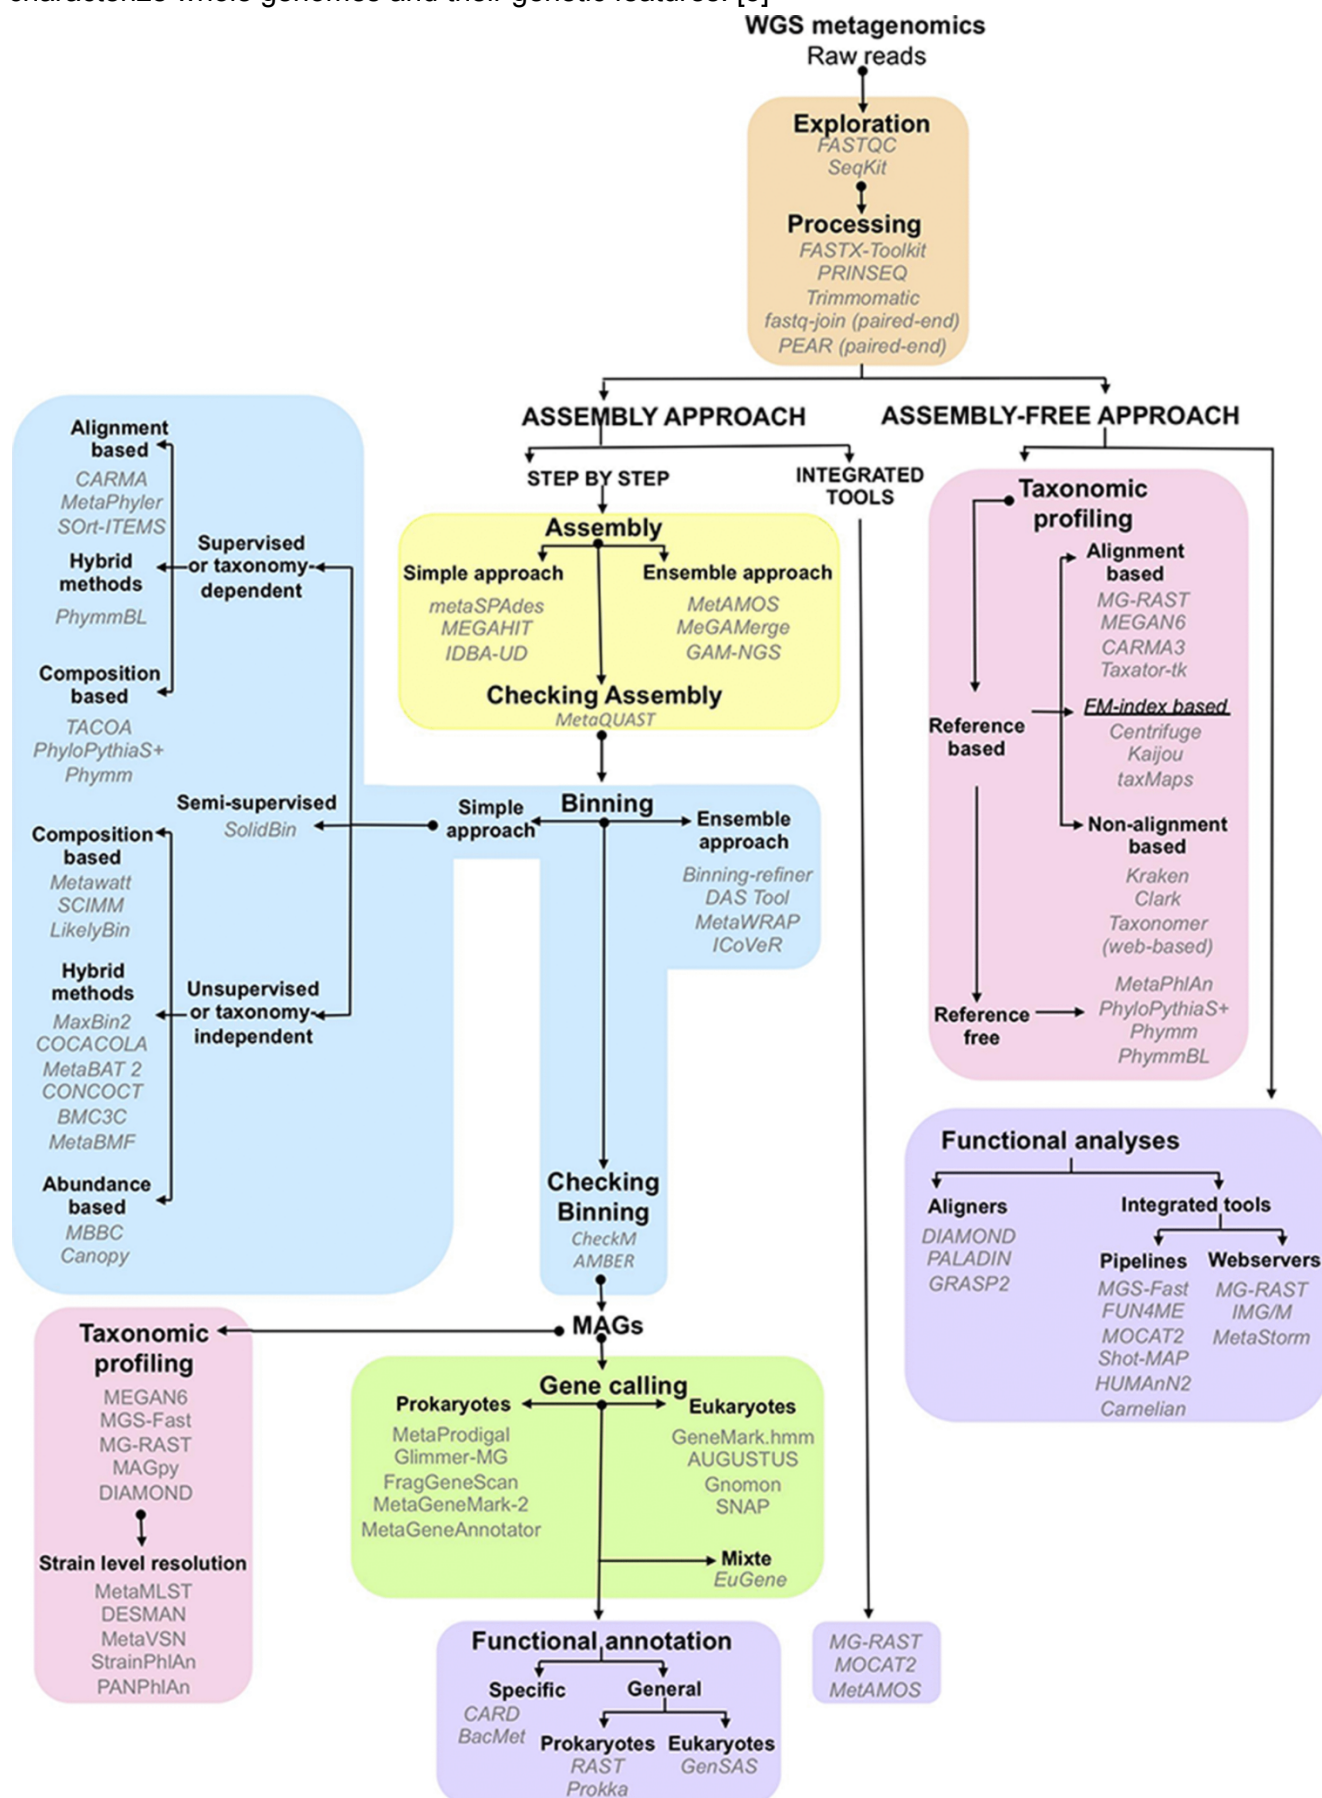 characterize whole genomes and their genetic features. [5]
WGS metagenomics
Raw reads
Exploration
FASTQC
SeqKit
Processing
FASTX-Toolkit
PRINSEQ
Trimmomatic
fastq-join (paired-end)
PEAR (paired-end)
ASSEMBLY APPROACH
ASSEMBLY-FREE APPROACH
STEP BY STEP
INTEGRATED
TOOLS
Assembly
Simple approach
metaSPAdes
MEGAHIT
IDBA-UD
Ensemble approach
MetAMOS
MeGAMerge
GAM-NGS
Checking Assembly
MetaQUAST
Binning
Simple
approach
Ensemble
approach
Binning-refiner
DAS Tool
MetaWRAP
ICoVeR
Supervised
or taxonomy-
dependent
Alignment
based
CARMA
MetaPhyler
SOrt-ITEMS
Hybrid
methods
PhymmBL
Composition
based
TACOA
PhyloPythiaS+
Phymm
Semi-supervised
SolidBin
Unsupervised
or taxonomy-
independent
Composition
based
Metawatt
SCIMM
LikelyBin
Hybrid
methods
MaxBin2
COCACOLA
MetaBAT 2
CONCOCT
BMC3C
MetaBMF
Abundance
based
MBBC
Canopy
Checking
Binning
CheckM
AMBER
MAGs
Taxonomic
profiling
MEGAN6
MGS-Fast
MG-RAST
MAGpy
DIAMOND
Strain level resolution
MetaMLST
DESMAN
MetaVSN
StrainPhlAn
PANPhlAn
Gene calling
Prokaryotes
MetaProdigal
Glimmer-MG
FragGeneScan
MetaGeneMark-2
MetaGeneAnnotator
Eukaryotes
GeneMark.hmm
AUGUSTUS
Gnomon
SNAP
Mixte
EuGene
Functional annotation
Specific
CARD
BacMet
General
Prokaryotes
RAST
Prokka
Eukaryotes
GenSAS
MG-RAST
MOCAT2
MetAMOS
Taxonomic
profiling
Reference
based
Alignment
based
MG-RAST
MEGAN6
CARMA3
Taxator-tk
FM-index based
Centrifuge
Kaijou
taxMaps
Non-alignment
based
Kraken
Clark
Taxonomer
(web-based)
Reference
free
MetaPhlAn
PhyloPythiaS+
Phymm
PhymmBL
Functional analyses
Aligners
DIAMOND
PALADIN
GRASP2
Integrated tools
Pipelines
MGS-Fast
FUN4ME
MOCAT2
Shot-MAP
HUMAnN2
Carnelian
Webservers
MG-RAST
IMG/M
MetaStorm